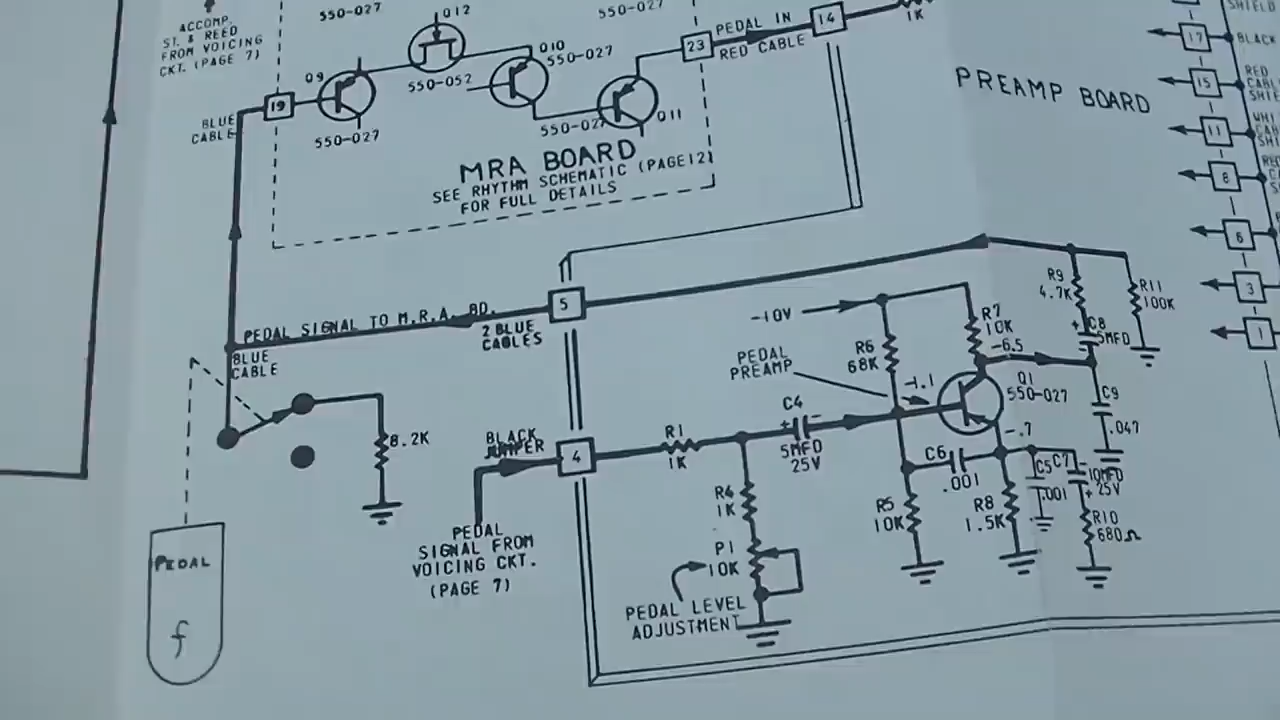 550-027
Q12
550-027
ACCOMP.
ST. & REED
FROM VOICING
CKT. (PAGE 7)
Q9
19
550-027
550-052
Q10
550-027
550-027
Q11
23
PEDAL IN
RED CABLE
14
1K
BLUE
CABLE
MRA BOARD
SEE RHYTHM SCHEMATIC (PAGE 12)
FOR FULL DETAILS
PREAMP BOARD
SHIELD
17
BLACK
15
RED
11
8
6
3
1
PEDAL SIGNAL TO M.R.A. BD.
5
2 BLUE
CABLES
BLUE
CABLE
8.2K
PEDAL
f
BLACK
JUMPER
4
PEDAL
SIGNAL FROM
VOICING CKT.
(PAGE 7)
R1
1K
R4
1K
P1
10K
PEDAL LEVEL
ADJUSTMENT
C4
+ -
5MFD
25V
-10V
PEDAL
PREAMP
R6
68K
-1.1
R7
10K
-6.5
Q1
550-027
-.7
R9
4.7K
R11
100K
+ C8
5MFD
C9
.047
C6
.001
R5
10K
R8
1.5K
C5
.001
C7
10MFD
25V
+
R10
680Ω